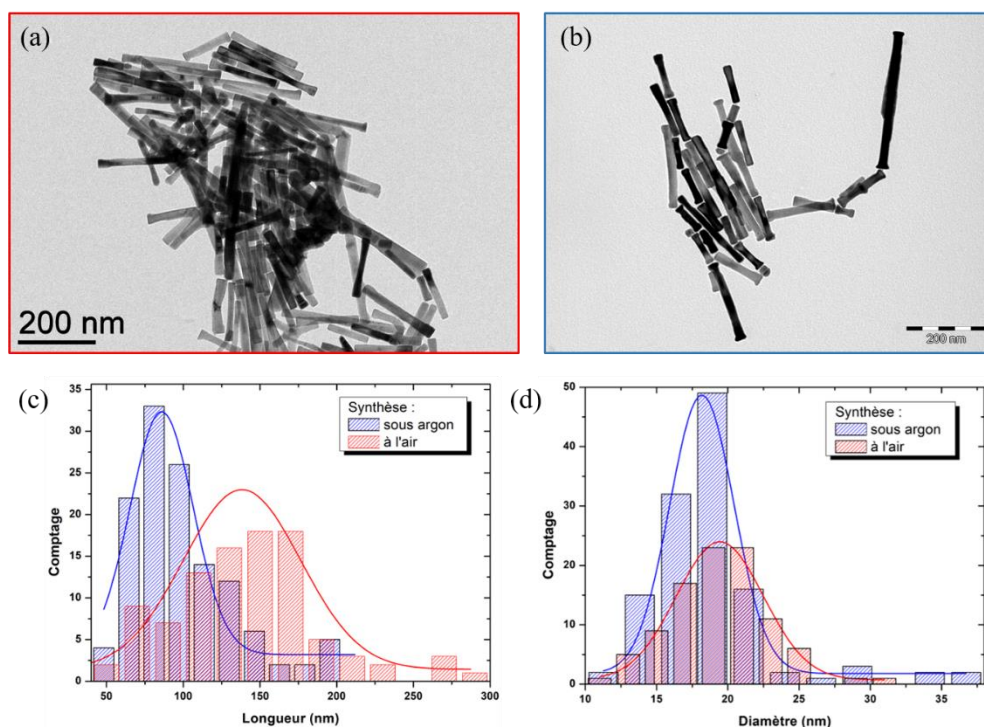 (a)
200 nm
(b)
200 nm
(c)
35
30
25
20
15
10
5
0
Comptage
50
100
150
200
250
300
Longueur (nm)
Synthèse :
sous argon
à l'air
(d)
50
40
30
20
10
0
Comptage
10
15
20
25
30
35
Diamètre (nm)
Synthèse :
sous argon
à l'air